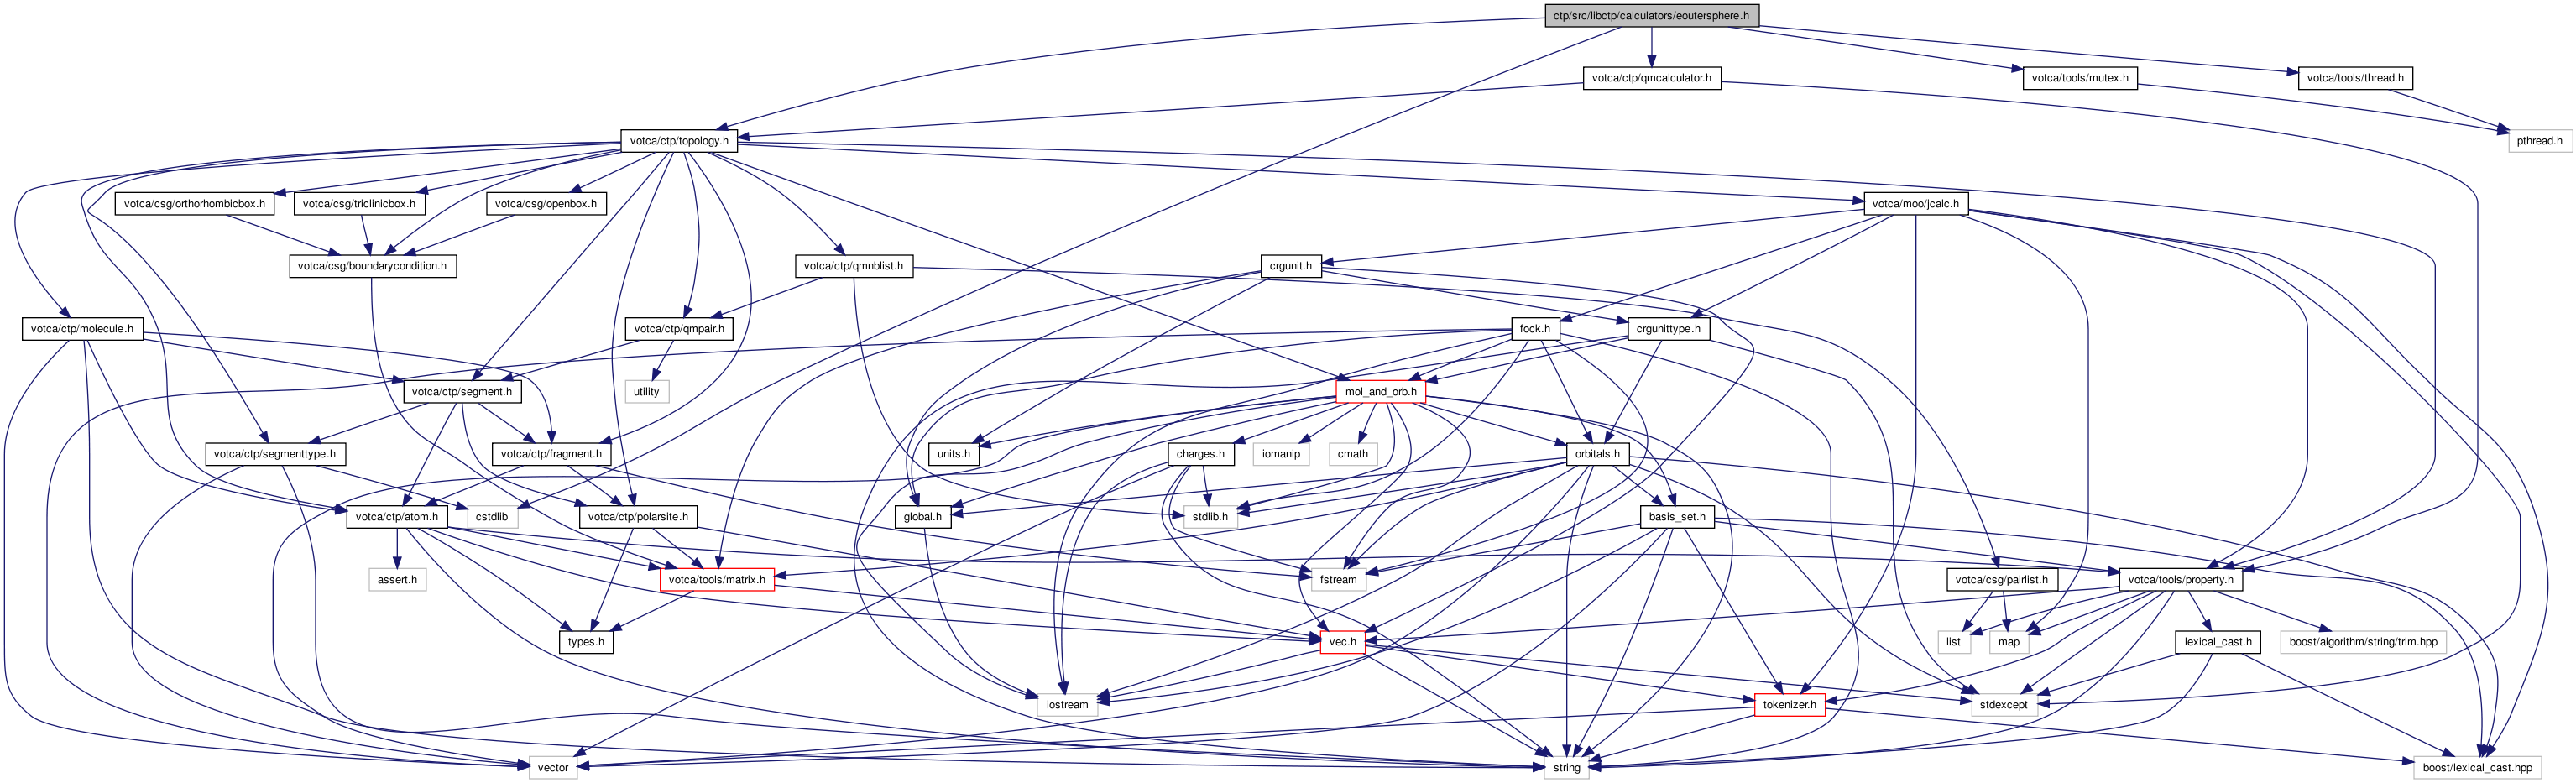 ctp/src/libctp/calculators/eoutersphere.h
votca/ctp/qmcalculator.h
votca/tools/mutex.h
votca/tools/thread.h
votca/ctp/topology.h
pthread.h
votca/csg/orthorhombicbox.h
votca/csg/triclinicbox.h
votca/csg/openbox.h
votca/moo/jcalc.h
votca/csg/boundarycondition.h
votca/ctp/qmnblist.h
crgunit.h
votca/ctp/molecule.h
votca/ctp/qmpair.h
fock.h
crgunittype.h
votca/ctp/segment.h
utility
mol_and_orb.h
votca/ctp/segmenttype.h
votca/ctp/fragment.h
units.h
charges.h
iomanip
cmath
orbitals.h
votca/ctp/atom.h
cstdlib
votca/ctp/polarsite.h
global.h
stdlib.h
basis_set.h
assert.h
votca/tools/matrix.h
fstream
votca/csg/pairlist.h
votca/tools/property.h
types.h
vec.h
list
map
lexical_cast.h
boost/algorithm/string/trim.hpp
iostream
tokenizer.h
stdexcept
vector
string
boost/lexical_cast.hpp